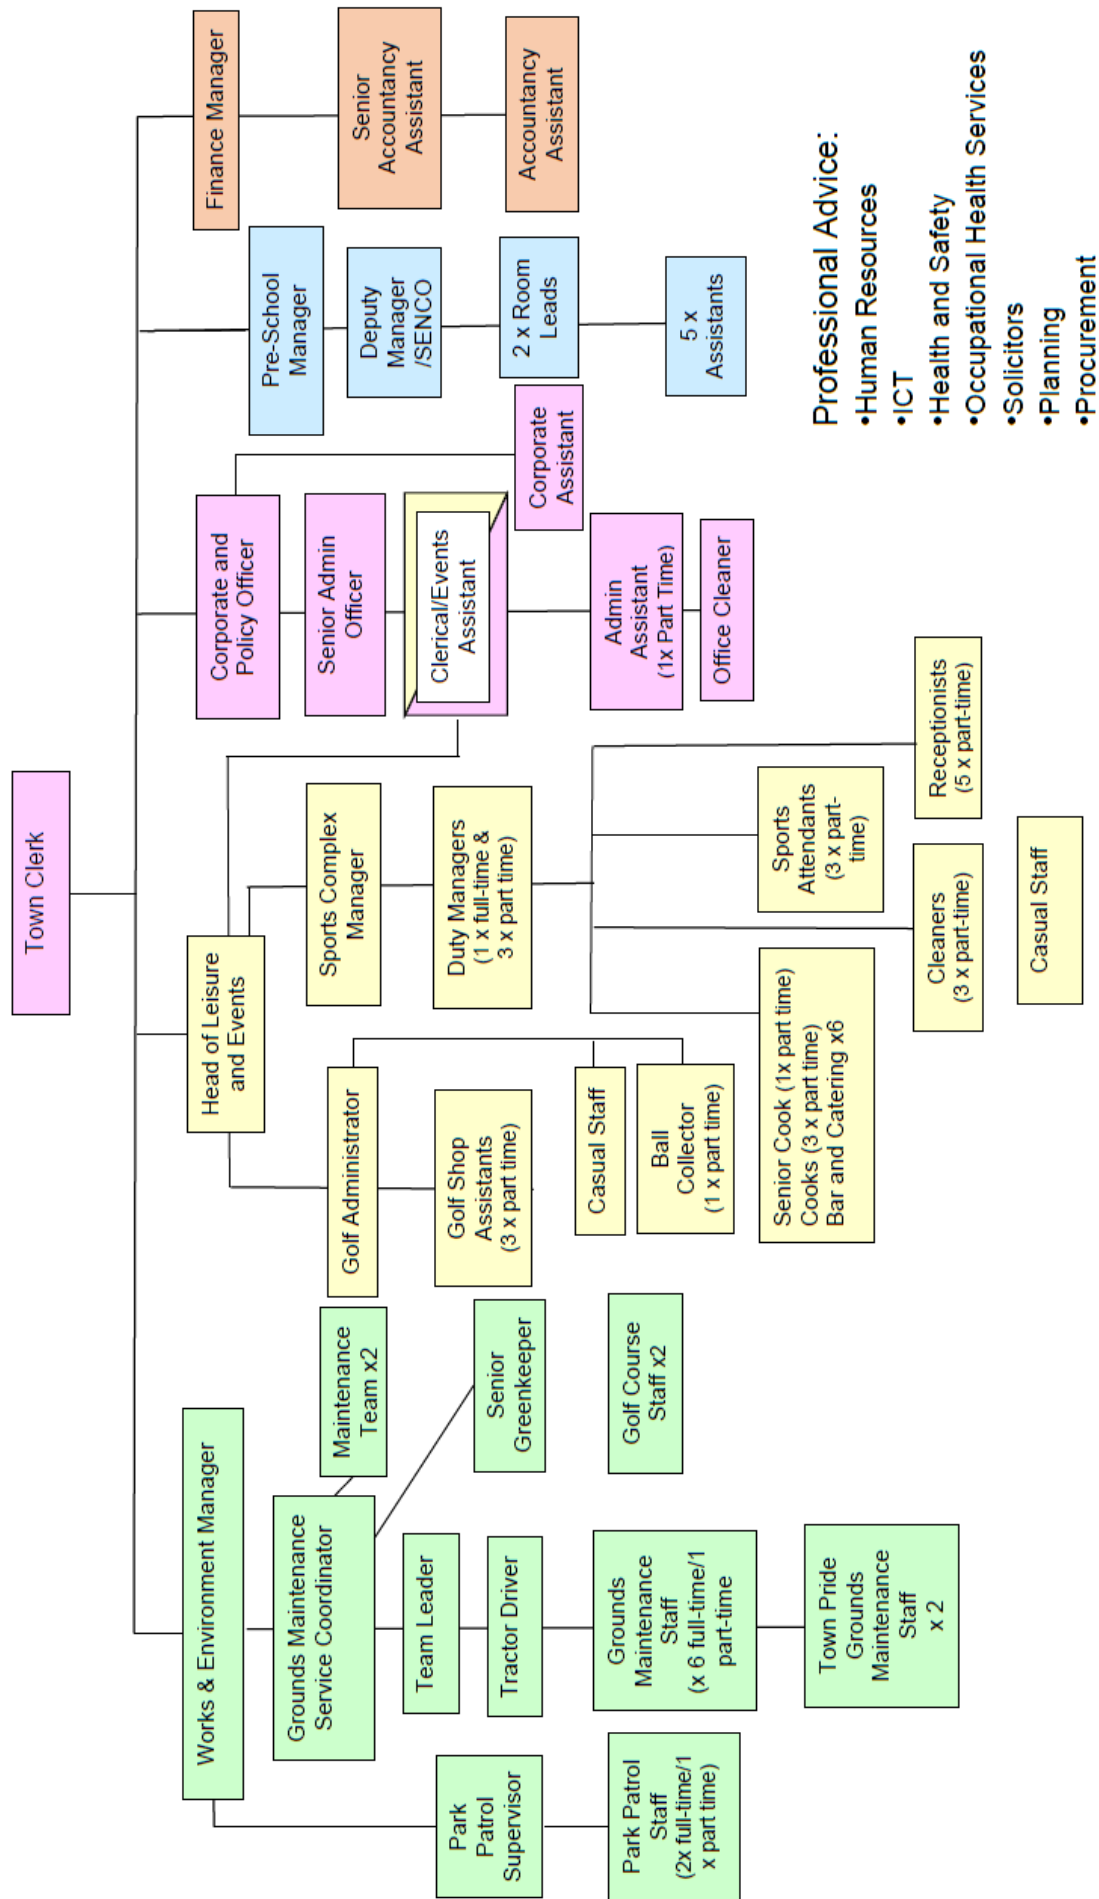 Town Clerk
Works & Environment Manager
Head of Leisure
and Events
Corporate and
Policy Officer
Pre-School
Manager
Finance Manager
Grounds Maintenance
Service Coordinator
Maintenance
Team x2
Golf Administrator
Sports Complex
Manager
Senior Admin
Officer
Deputy
Manager
/SENCO
Senior
Accountancy
Assistant
Park
Patrol
Supervisor
Team Leader
Tractor Driver
Senior
Greenkeeper
Golf Shop
Assistants
(3 x part time)
Duty Managers
(1 x full-time &
3 x part time)
Clerical/Events
Assistant
Corporate
Assistant
2 x Room
Leads
Accountancy
Assistant
Park Patrol
Staff
(2x full-time/1
x part time)
Grounds
Maintenance
Staff
(x 6 full-time/1
part-time
Golf Course
Staff x2
Casual Staff
Ball
Collector
(1 x part time)
Admin
Assistant
(1x Part Time)
Office Cleaner
5 x
Assistants
Town Pride
Grounds
Maintenance
Staff
x 2
Senior Cook (1x part time)
Cooks (3 x part time)
Bar and Catering x6
Sports
Attendants
(3 x part-
time)
Cleaners
(3 x part-time)
Receptionists
(5 x part-time)
Casual Staff
Professional Advice:
•Human Resources
•ICT
•Health and Safety
•Occupational Health Services
•Solicitors
•Planning
•Procurement